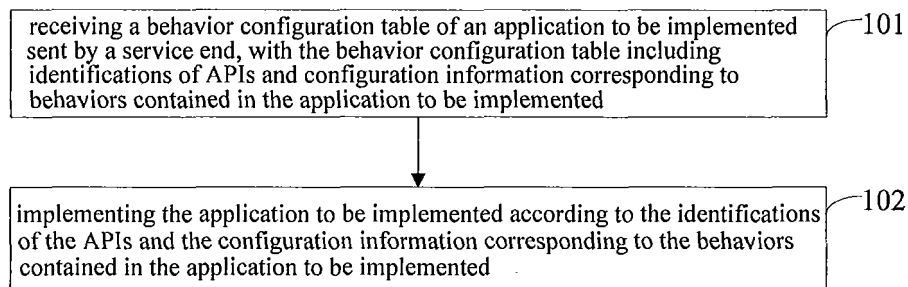 receiving a behavior configuration table of an application to be implemented
sent by a service end, with the behavior configuration table including
identifications of APIs and configuration information corresponding to
behaviors contained in the application to be implemented
101
implementing the application to be implemented according to the identifications
of the APIs and the configuration information corresponding to the behaviors
contained in the application to be implemented
102